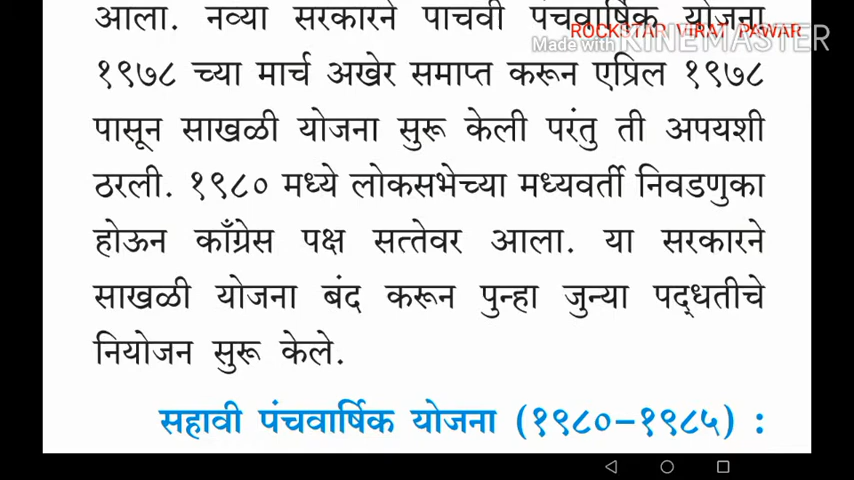 आला. नव्या सरकारने पाचवी पंचवार्षिक योजना
ROCKSTAR VIRAT PAWAR
Made with KINEMASTER
१९७८ च्या मार्च अखेर समाप्त करून एप्रिल १९७८
पासून साखळी योजना सुरू केली परंतु ती अपयशी
ठरली. १९८० मध्ये लोकसभेच्या मध्यवर्ती निवडणुका
होऊन काँग्रेस पक्ष सत्तेवर आला. या सरकारने
साखळी योजना बंद करून पुन्हा जुन्या पद्धतीचे
नियोजन सुरू केले.
सहावी पंचवार्षिक योजना (१९८०-१९८५) :